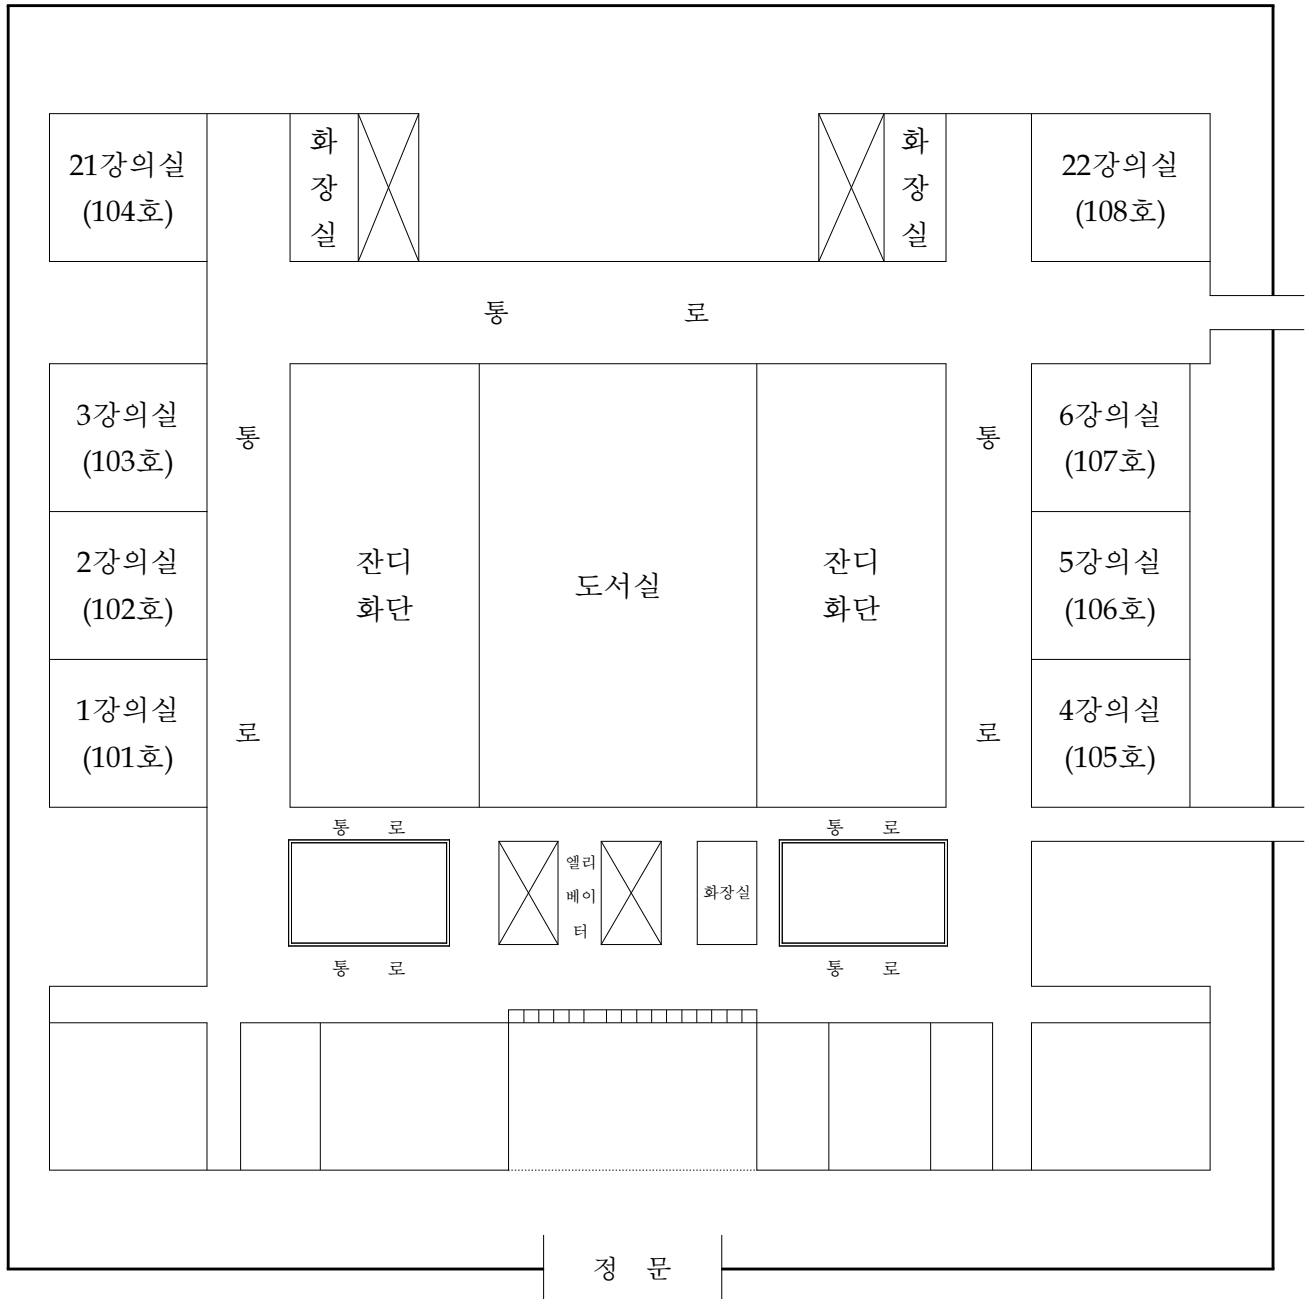 21강의실
(104호)
화
장
실
화
장
실
22강의실
(108호)
통 로
3강의실
(103호)
통
6강의실
(107호)
통
2강의실
(102호)
잔디
화단
도서실
잔디
화단
5강의실
(106호)
1강의실
(101호)
로
4강의실
(105호)
로
통 로
통 로
엘리
베이
터
화장실
통 로
통 로
정 문